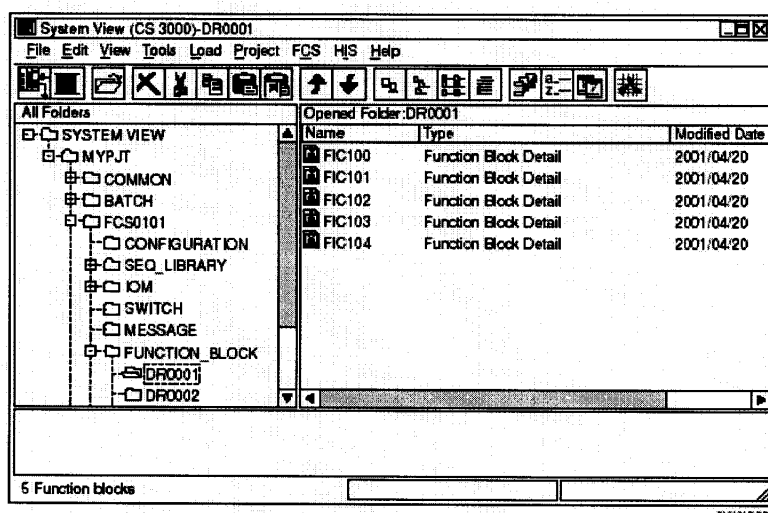 System View (CS 3000)-DR0001
File Edit View Tools Load Project FCS HIS Help
All Folders
SYSTEM VIEW
MYPJT
COMMON
BATCH
FCS0101
CONFIGURATION
SEQ_LIBRARY
IOM
SWITCH
MESSAGE
FUNCTION_BLOCK
DR0001
DR0002
Opened Folder:DR0001
Name Type Modified Date
FIC100 Function Block Detail 2001/04/20
FIC101 Function Block Detail 2001/04/20
FIC102 Function Block Detail 2001/04/20
FIC103 Function Block Detail 2001/04/20
FIC104 Function Block Detail 2001/04/20
5 Function blocks